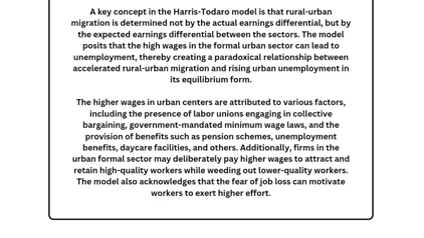 A key concept in the Harris-Todaro model is that rural-urban
migration is determined not by the actual earnings differential, but by
the expected earnings differential between the sectors. The model
posits that the high wages in the formal urban sector can lead to
unemployment, thereby creating a paradoxical relationship between
accelerated rural-urban migration and rising urban unemployment in
its equilibrium form.
The higher wages in urban centers are attributed to various factors,
including the presence of labor unions engaging in collective
bargaining, government-mandated minimum wage laws, and the
provision of benefits such as pension schemes, unemployment
benefits, daycare facilities, and others. Additionally, firms in the
urban formal sector may deliberately pay higher wages to attract and
retain high-quality workers while weeding out lower-quality workers.
The model also acknowledges that the fear of job loss can motivate
workers to exert higher effort.